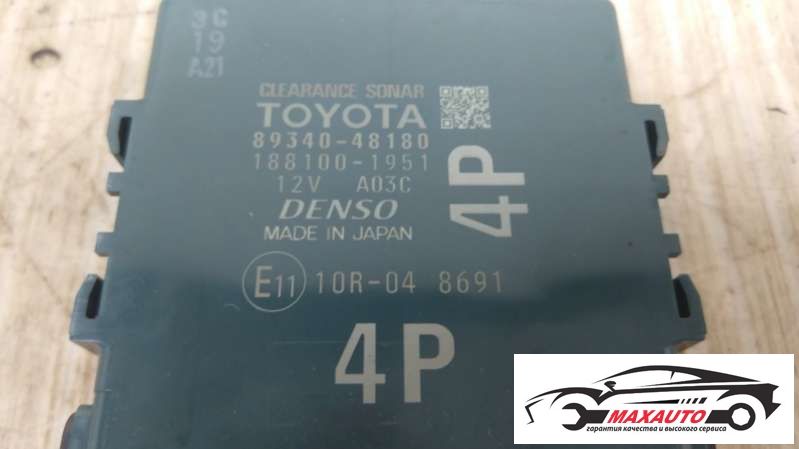 3C
19
A21
CLEARANCE SONAR
TOYOTA
89340-48180
188100-1951
12V A03C
DENSO
MADE IN JAPAN
4P
E11 10R-04 8691
4P
MAXAUTO
гарантия качества и высокого сервиса